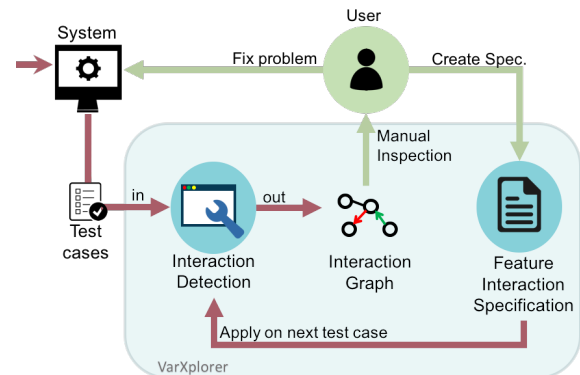 User
System
Fix problem
Create Spec.
Manual
Inspection
in
out
Test
cases
Interaction
Detection
Interaction
Graph
Feature
Interaction
Specification
Apply on next test case
VarXplorer